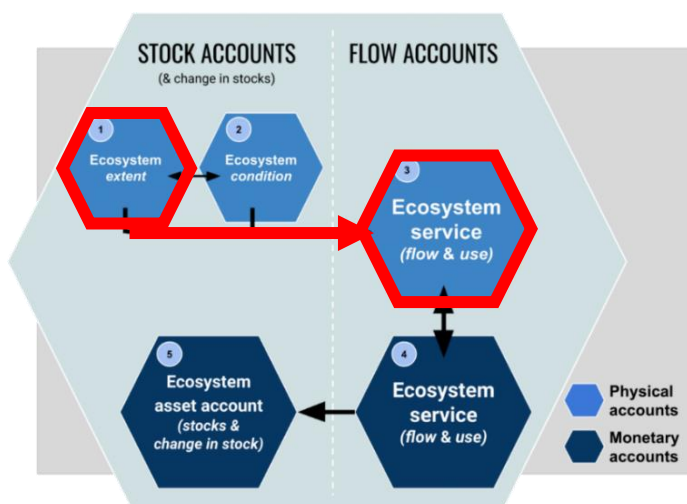 STOCK ACCOUNTS
(& change in stocks)
FLOW ACCOUNTS
1
Ecosystem
extent
2
Ecosystem
condition
3
Ecosystem
service
(flow & use)
5
Ecosystem
asset account
(stocks &
change in stock)
4
Ecosystem
service
(flow & use)
Physical
accounts
Monetary
accounts